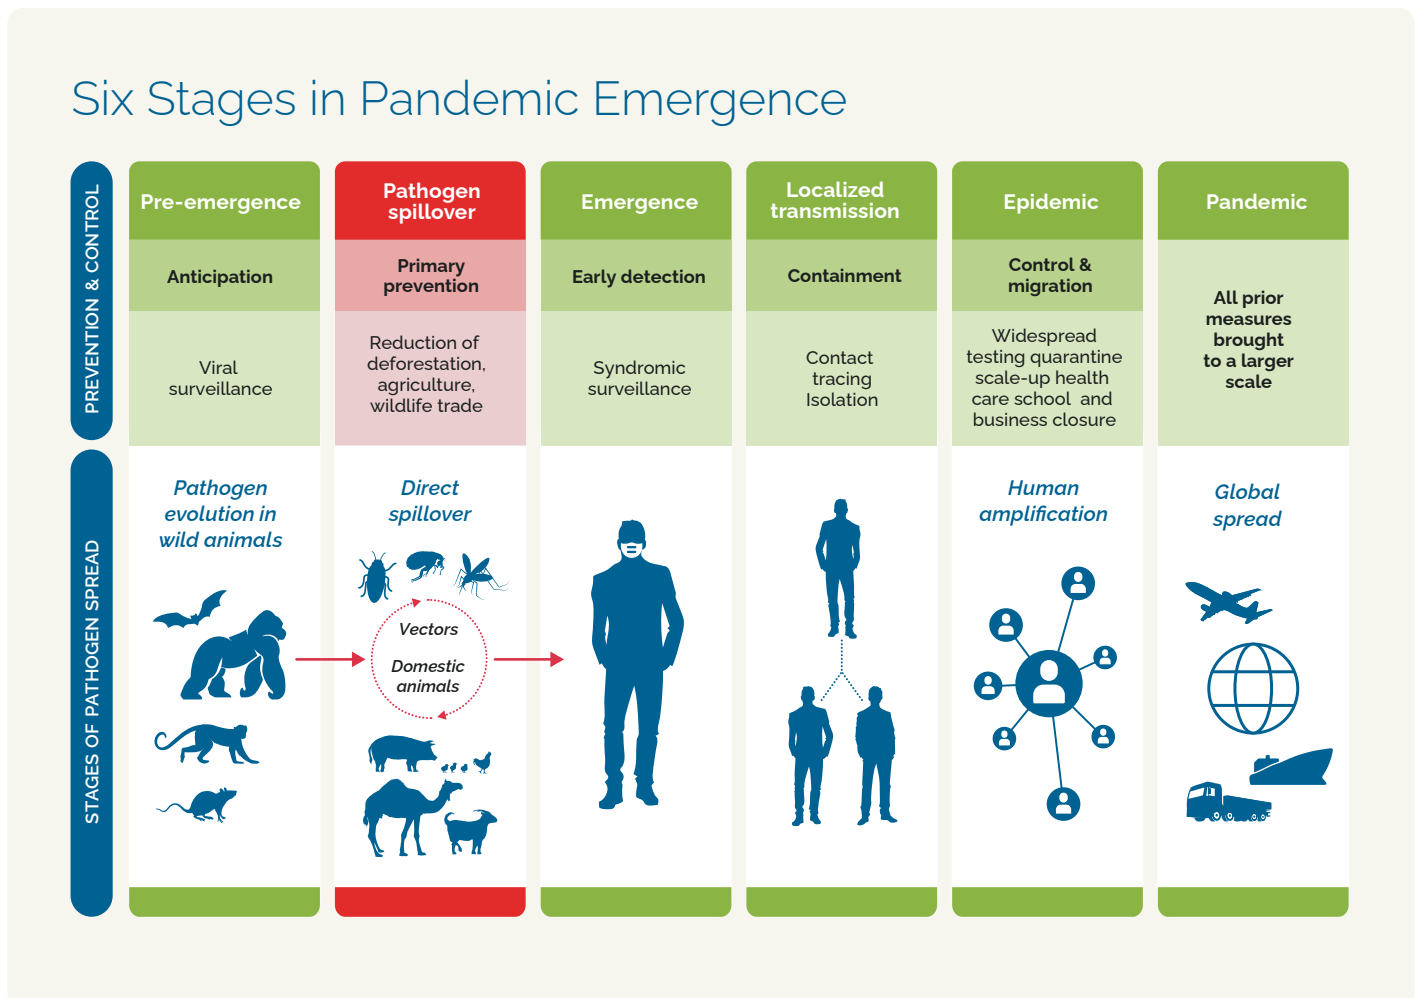 Six Stages in Pandemic Emergence
PREVENTION & CONTROL
Pre-emergence
Anticipation
Viral
surveillance
Pathogen
spillover
Primary
prevention
Reduction of
deforestation,
agriculture,
wildlife trade
Emergence
Early detection
Syndromic
surveillance
Localized
transmission
Containment
Contact
tracing
Isolation
Epidemic
Control &
migration
Widespread
testing quarantine
scale-up health
care school and
business closure
Pandemic
All prior
measures
brought
to a larger
scale
STAGES OF PATHOGEN SPREAD
Pathogen
evolution in
wild animals
Direct
spillover
Vectors
Domestic
animals
Human
amplification
Global
spread